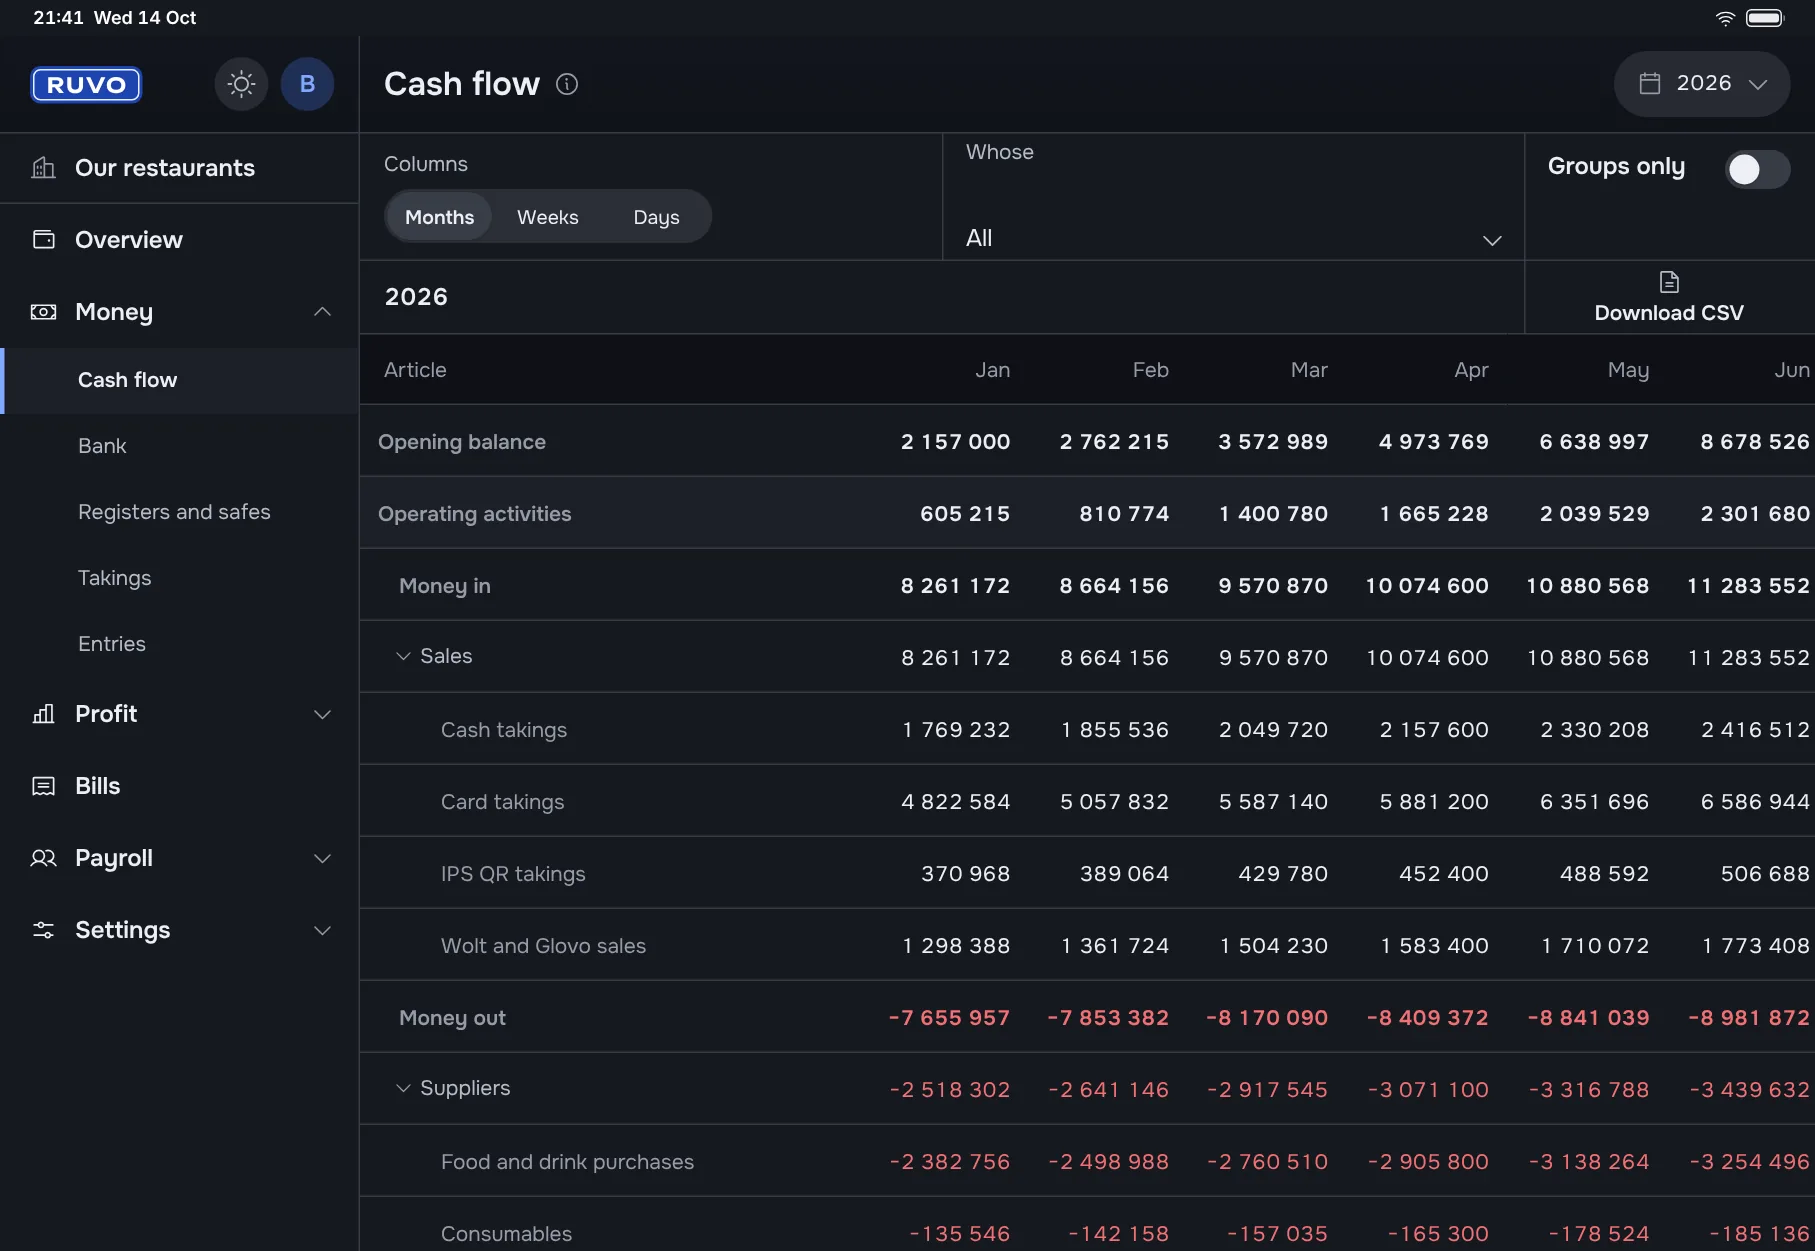 21:41 Wed 14 Oct
RUVO
B
Cash flow
2026
Our restaurants
Overview
Money
Cash flow
Bank
Registers and safes
Takings
Entries
Profit
Bills
Payroll
Settings
Columns
Months Weeks Days
Whose
All
Groups only
2026
Download CSV
Article Jan Feb Mar Apr May Jun
Opening balance 2 157 000 2 762 215 3 572 989 4 973 769 6 638 997 8 678 526
Operating activities 605 215 810 774 1 400 780 1 665 228 2 039 529 2 301 680
Money in 8 261 172 8 664 156 9 570 870 10 074 600 10 880 568 11 283 552
Sales 8 261 172 8 664 156 9 570 870 10 074 600 10 880 568 11 283 552
Cash takings 1 769 232 1 855 536 2 049 720 2 157 600 2 330 208 2 416 512
Card takings 4 822 584 5 057 832 5 587 140 5 881 200 6 351 696 6 586 944
IPS QR takings 370 968 389 064 429 780 452 400 488 592 506 688
Wolt and Glovo sales 1 298 388 1 361 724 1 504 230 1 583 400 1 710 072 1 773 408
Money out -7 655 957 -7 853 382 -8 170 090 -8 409 372 -8 841 039 -8 981 872
Suppliers -2 518 302 -2 641 146 -2 917 545 -3 071 100 -3 316 788 -3 439 632
Food and drink purchases -2 382 756 -2 498 988 -2 760 510 -2 905 800 -3 138 264 -3 254 496
Consumables -135 546 -142 158 -157 035 -165 300 -178 524 -185 136